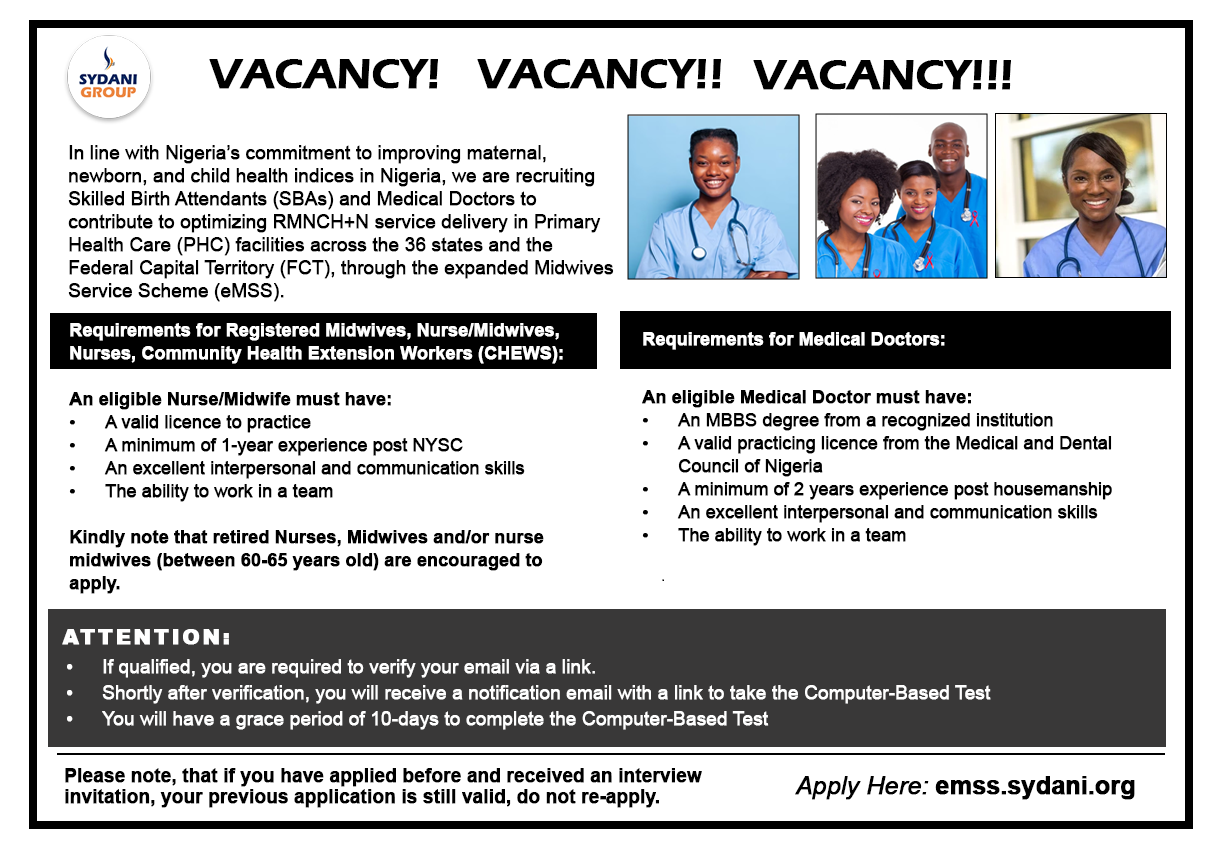 SYDANI
GROUP
VACANCY! VACANCY!! VACANCY!!!
In line with Nigeria’s commitment to improving maternal,
newborn, and child health indices in Nigeria, we are recruiting
Skilled Birth Attendants (SBAs) and Medical Doctors to
contribute to optimizing RMNCH+N service delivery in Primary
Health Care (PHC) facilities across the 36 states and the
Federal Capital Territory (FCT), through the expanded Midwives
Service Scheme (eMSS).
Requirements for Registered Midwives, Nurse/Midwives,
Nurses, Community Health Extension Workers (CHEWS):
An eligible Nurse/Midwife must have:
• A valid licence to practice
• A minimum of 1-year experience post NYSC
• An excellent interpersonal and communication skills
• The ability to work in a team
Kindly note that retired Nurses, Midwives and/or nurse
midwives (between 60-65 years old) are encouraged to
apply.
Requirements for Medical Doctors:
An eligible Medical Doctor must have:
• An MBBS degree from a recognized institution
• A valid practicing licence from the Medical and Dental
Council of Nigeria
• A minimum of 2 years experience post housemanship
• An excellent interpersonal and communication skills
• The ability to work in a team
.
ATTENTION:
• If qualified, you are required to verify your email via a link.
• Shortly after verification, you will receive a notification email with a link to take the Computer-Based Test
• You will have a grace period of 10-days to complete the Computer-Based Test
Please note, that if you have applied before and received an interview
invitation, your previous application is still valid, do not re-apply.
Apply Here: emss.sydani.org